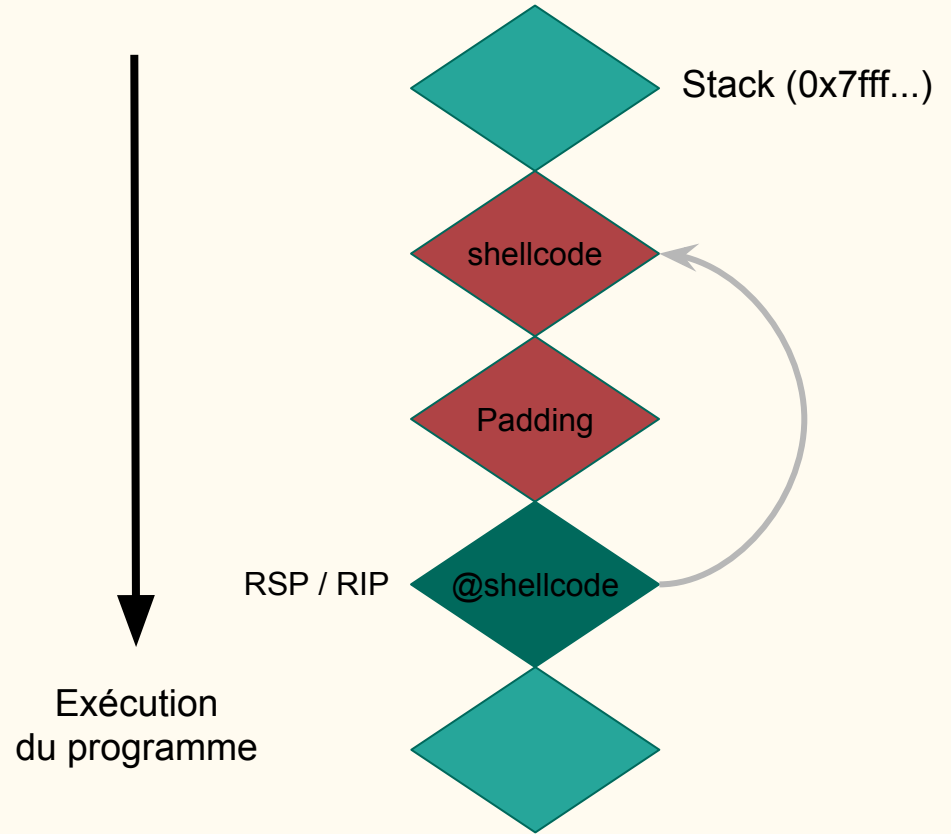 Stack (0x7fff...)
shellcode
Padding
RSP / RIP
@shellcode
Exécution
du programme